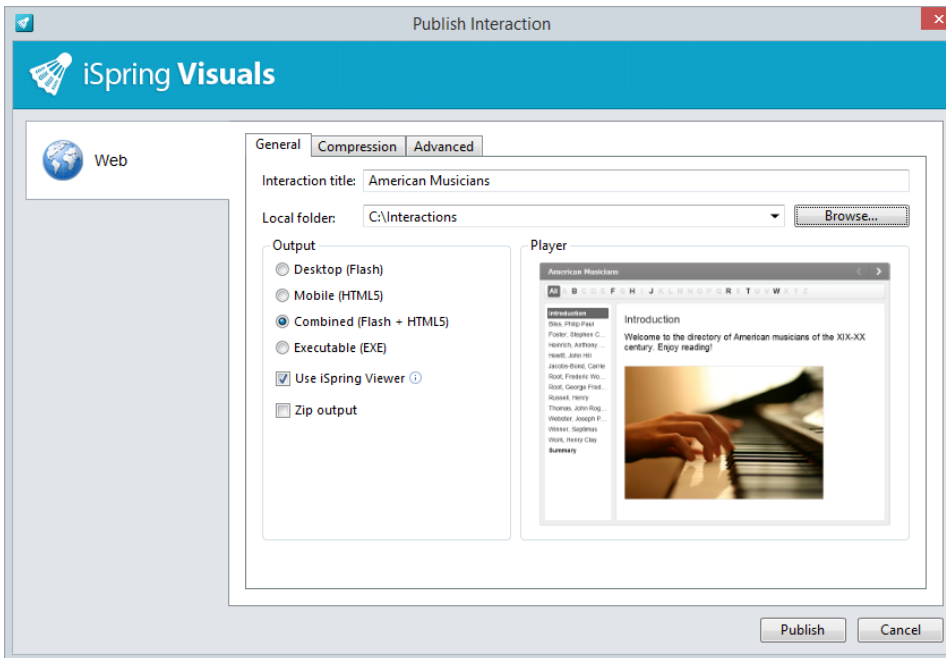 Publish Interaction
iSpring Visuals
Web
General Compression Advanced
Interaction title: American Musicians
Local folder: C:\Interactions Browse...
Output
Desktop (Flash)
Mobile (HTML5)
Combined (Flash + HTML5)
Executable (EXE)
Use iSpring Viewer
Zip output
Player
American Musicians
All A B C D E F G H I J K L M N O P Q R S T U V W X Y Z
Introduction
Bliss, Philip Paul
Foster, Stephen C...
Heinrich, Anthony ...
Hewitt, John Hill
Jacobs-Bond, Carrie
Root, Frederic Wo...
Root, George Fred...
Russell, Henry
Thomas, John Rog...
Webster, Joseph P...
Winner, Septimus
Work, Henry Clay
Summary
Introduction
Welcome to the directory of American musicians of the XIX-XX
century. Enjoy reading!
Publish Cancel